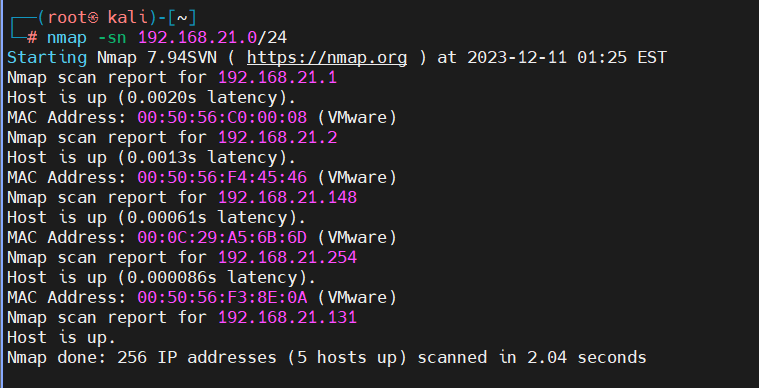 ┌──(root㉿ kali)-[~]
└─# nmap -sn 192.168.21.0/24
Starting Nmap 7.94SVN ( https://nmap.org ) at 2023-12-11 01:25 EST
Nmap scan report for 192.168.21.1
Host is up (0.0020s latency).
MAC Address: 00:50:56:C0:00:08 (VMware)
Nmap scan report for 192.168.21.2
Host is up (0.0013s latency).
MAC Address: 00:50:56:F4:45:46 (VMware)
Nmap scan report for 192.168.21.148
Host is up (0.00061s latency).
MAC Address: 00:0C:29:A5:6B:6D (VMware)
Nmap scan report for 192.168.21.254
Host is up (0.000086s latency).
MAC Address: 00:50:56:F3:8E:0A (VMware)
Nmap scan report for 192.168.21.131
Host is up.
Nmap done: 256 IP addresses (5 hosts up) scanned in 2.04 seconds